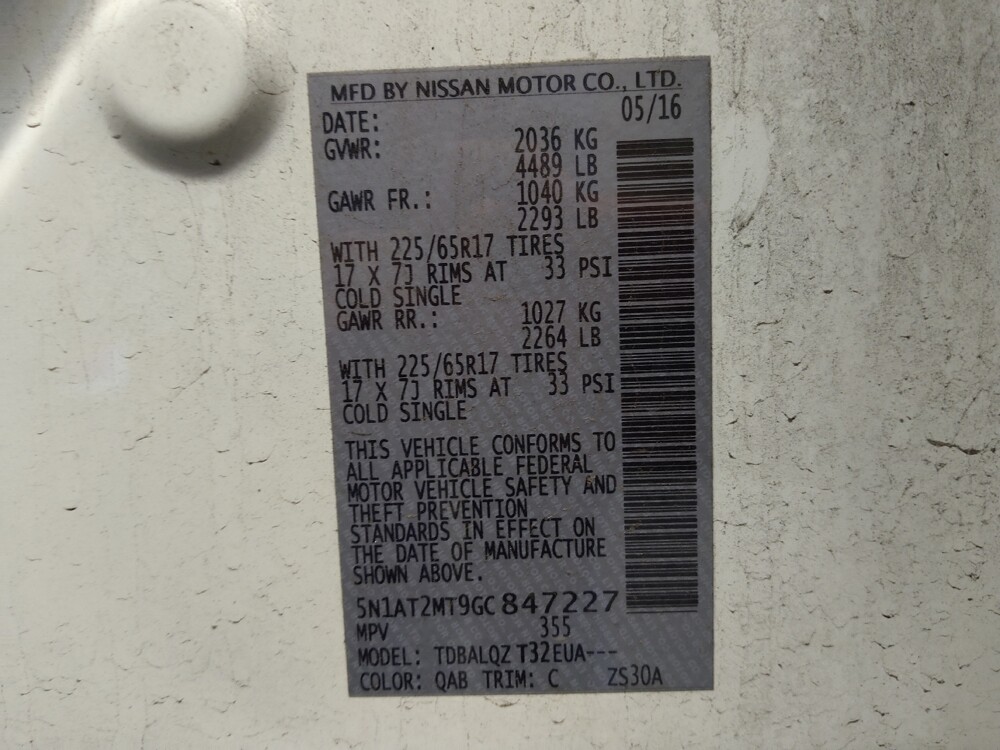 MFD BY NISSAN MOTOR CO., LTD.
DATE: 05/16
GVWR: 2036 KG
4489 LB
GAWR FR.: 1040 KG
2293 LB
WITH 225/65R17 TIRES
17 X 7J RIMS AT 33 PSI
COLD SINGLE
GAWR RR.: 1027 KG
2264 LB
WITH 225/65R17 TIRES
17 X 7J RIMS AT 33 PSI
COLD SINGLE
THIS VEHICLE CONFORMS TO
ALL APPLICABLE FEDERAL
MOTOR VEHICLE SAFETY AND
THEFT PREVENTION
STANDARDS IN EFFECT ON
THE DATE OF MANUFACTURE
SHOWN ABOVE.
5N1AT2MT9GC847227
MPV 355
MODEL: TDBALQZ T32EUA---
COLOR: QAB TRIM: C ZS30A